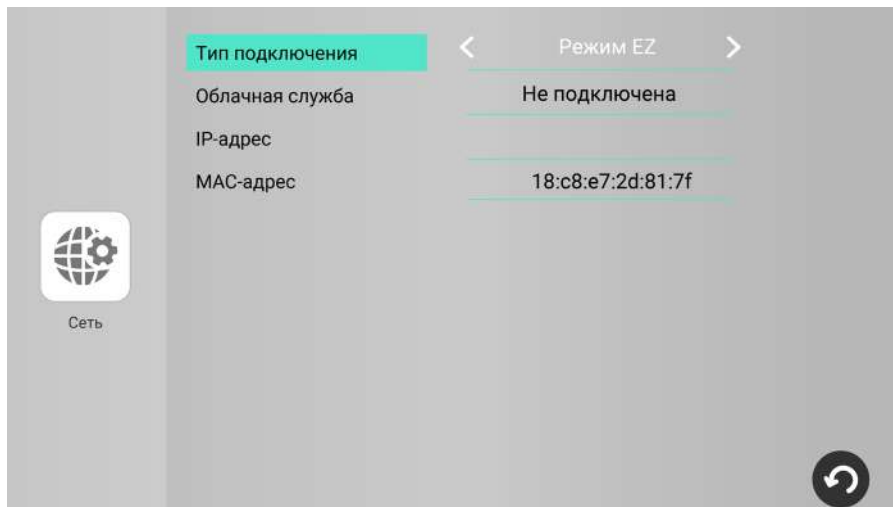 Тип подключения
Режим EZ
Облачная служба
Не подключена
IP-адрес
MAC-адрес
18:c8:e7:2d:81:7f
Сеть